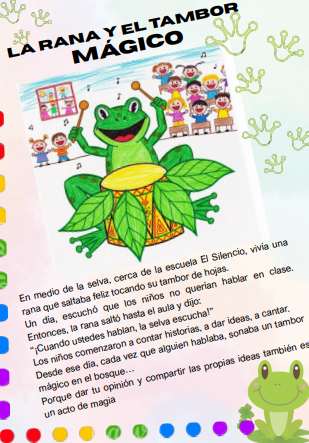 LA RANA Y EL TAMBOR
MÁGICO
En medio de la selva, cerca de la escuela El Silencio, vivía una
rana que saltaba feliz tocando su tambor de hojas.
Un día, escuchó que los niños no querían hablar en clase.
Entonces, la rana saltó hasta el aula y dijo:
“¡Cuando ustedes hablan, la selva escucha!”
Los niños comenzaron a contar historias, a dar ideas, a cantar.
Desde ese día, cada vez que alguien hablaba, sonaba un tambor
mágico en el bosque…
Porque dar tu opinión y compartir las propias ideas también es
un acto de magia